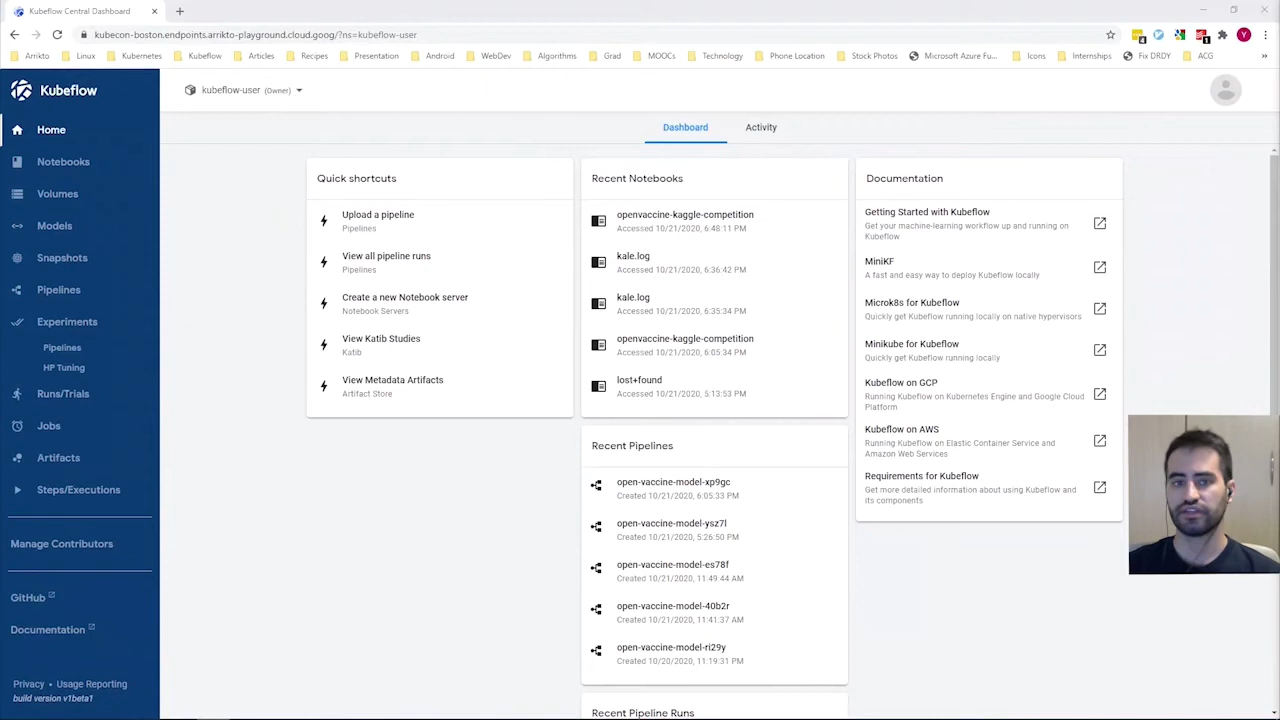 Kubeflow Central Dashboard
kubecon-boston.endpoints.arrikto-playground.cloud.goog/?ns=kubeflow-user
Arrikto Linux Kubernetes Kubeflow Articles Recipes Presentation Android WebDev Algorithms Grad MOOCs Technology Phone Location Stock Photos Microsoft Azure Fu... Icons Internships Fix DRDY ACG
Kubeflow
kubeflow-user (Owner)
Home
Notebooks
Volumes
Models
Snapshots
Pipelines
Experiments
Pipelines
HP Tuning
Runs/Trials
Jobs
Artifacts
Steps/Executions
Manage Contributors
GitHub
Documentation
Privacy • Usage Reporting
build version v1beta1
Dashboard Activity
Quick shortcuts
Upload a pipeline
Pipelines
View all pipeline runs
Pipelines
Create a new Notebook server
Notebook Servers
View Katib Studies
Katib
View Metadata Artifacts
Artifact Store
Recent Notebooks
openvaccine-kaggle-competition
Accessed 10/21/2020, 6:48:11 PM
kale.log
Accessed 10/21/2020, 6:36:42 PM
kale.log
Accessed 10/21/2020, 6:35:34 PM
openvaccine-kaggle-competition
Accessed 10/21/2020, 6:05:34 PM
lost+found
Accessed 10/21/2020, 5:13:53 PM
Recent Pipelines
open-vaccine-model-xp9gc
Created 10/21/2020, 6:05:33 PM
open-vaccine-model-ysz7l
Created 10/21/2020, 5:26:50 PM
open-vaccine-model-es78f
Created 10/21/2020, 11:49:44 AM
open-vaccine-model-40b2r
Created 10/21/2020, 11:41:37 AM
open-vaccine-model-ri29y
Created 10/20/2020, 11:19:31 PM
Recent Pipeline Runs
Documentation
Getting Started with Kubeflow
Get your machine-learning workflow up and running on
Kubeflow
MiniKF
A fast and easy way to deploy Kubeflow locally
Microk8s for Kubeflow
Quickly get Kubeflow running locally on native hypervisors
Minikube for Kubeflow
Quickly get Kubeflow running locally
Kubeflow on GCP
Running Kubeflow on Kubernetes Engine and Google Cloud
Platform
Kubeflow on AWS
Running Kubeflow on Elastic Container Service and
Amazon Web Services
Requirements for Kubeflow
Get more detailed information about using Kubeflow and
its components